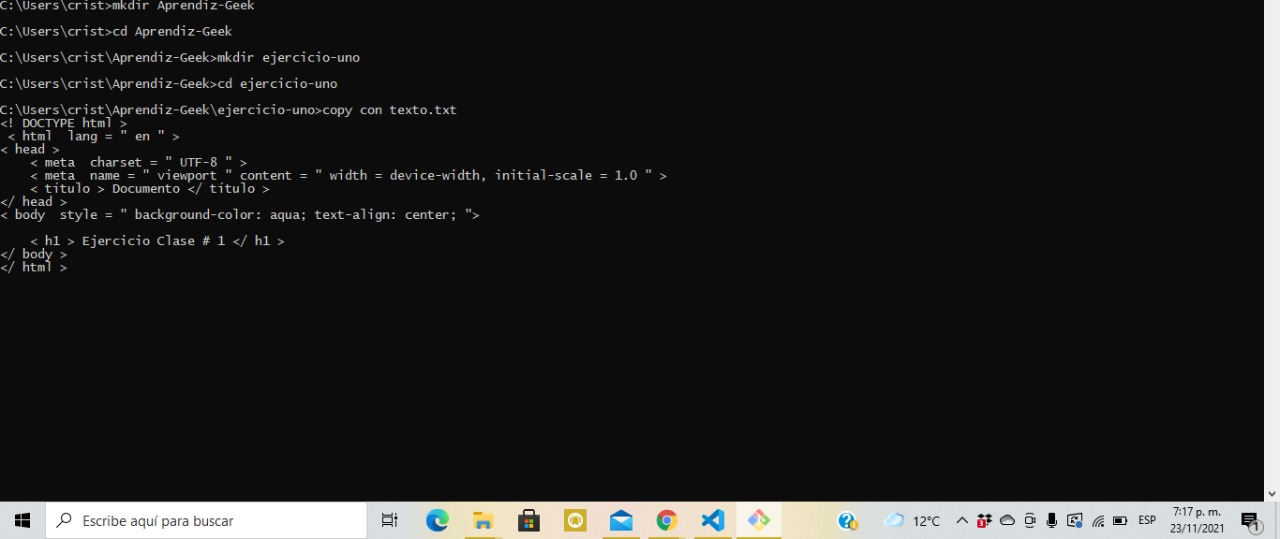 C:\Users\crist>mkdir Aprendiz-Geek
C:\Users\crist>cd Aprendiz-Geek
C:\Users\crist\Aprendiz-Geek>mkdir ejercicio-uno
C:\Users\crist\Aprendiz-Geek>cd ejercicio-uno
C:\Users\crist\Aprendiz-Geek\ejercicio-uno>copy con texto.txt
<! DOCTYPE html >
 < html  lang = " en " >
< head >
    < meta  charset = " UTF-8 " >
    < meta  name = " viewport " content = " width = device-width, initial-scale = 1.0 " >
    < título > Documento </ título >
</ head >
< body  style = " background-color: aqua; text-align: center; ">
    < h1 > Ejercicio Clase # 1 </ h1 >
</ body >
</ html >
Escribe aquí para buscar
12°C
3
ESP
7:17 p. m.
23/11/2021
1